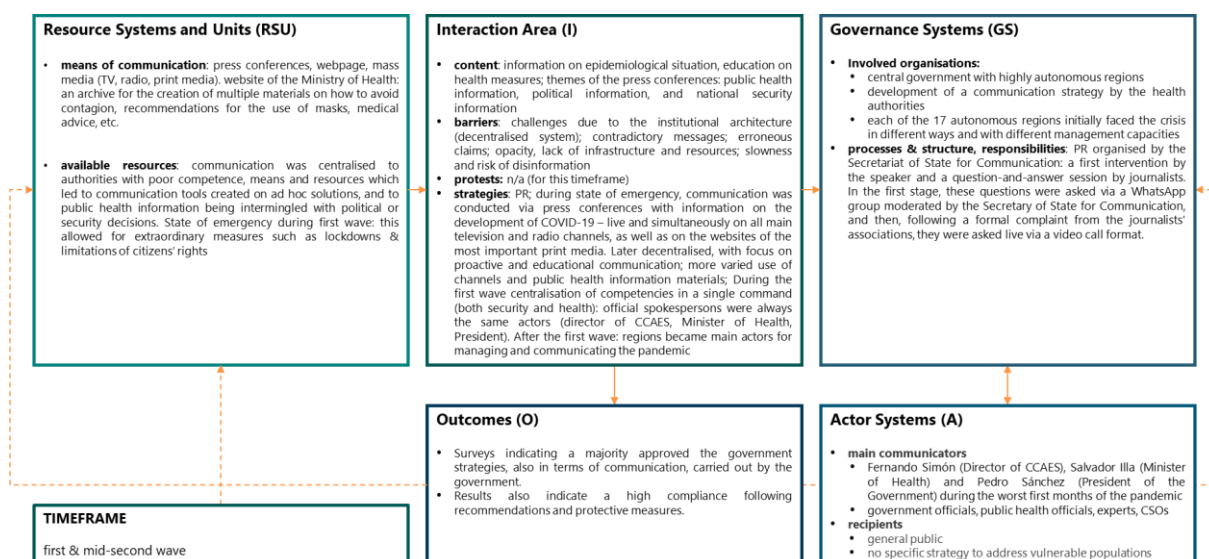 Resource Systems and Units (RSU)
• means of communication: press conferences, webpage, mass
media (TV, radio, print media). website of the Ministry of Health:
an archive for the creation of multiple materials on how to avoid
contagion, recommendations for the use of masks, medical
advice, etc.
• available resources: communication was centralised to
authorities with poor competence, means and resources which
led to communication tools created on ad hoc solutions, and to
public health information being intermingled with political or
security decisions. State of emergency during first wave: this
allowed for extraordinary measures such as lockdowns &
limitations of citizens' rights
Interaction Area (I)
• content: information on epidemiological situation, education on
health measures; themes of the press conferences: public health
information, political information, and national security
information
• barriers: challenges due to the institutional architecture
(decentralised system); contradictory messages; erroneous
claims; opacity, lack of infrastructure and resources; slowness
and risk of disinformation
• protests: n/a (for this timeframe)
• strategies: PR; during state of emergency, communication was
conducted via press conferences with information on the
development of COVID-19 – live and simultaneously on all main
television and radio channels, as well as on the websites of the
most important print media. Later decentralised, with focus on
proactive and educational communication; more varied use of
channels and public health information materials; During the
first wave centralisation of competencies in a single command
(both security and health): official spokespersons were always
the same actors (director of CCAES, Minister of Health,
President). After the first wave: regions became main actors for
managing and communicating the pandemic
Governance Systems (GS)
• Involved organisations:
• central government with highly autonomous regions
• development of a communication strategy by the health
authorities
• each of the 17 autonomous regions initially faced the crisis
in different ways and with different management capacities
• processes & structure, responsibilities: PR organised by the
Secretariat of State for Communication: a first intervention by
the speaker and a question-and-answer session by journalists.
In the first stage, these questions were asked via a WhatsApp
group moderated by the Secretary of State for Communication,
and then, following a formal complaint from the journalists'
associations, they were asked live via a video call format.
Outcomes (O)
• Surveys indicating a majority approved the government
strategies, also in terms of communication, carried out by the
government.
• Results also indicate a high compliance following
recommendations and protective measures.
Actor Systems (A)
• main communicators
• Fernando Simón (Director of CCAES), Salvador Illa (Minister
of Health) and Pedro Sánchez (President of the
Government) during the worst first months of the pandemic
• government officials, public health officials, experts, CSOs
• recipients
• general public
• no specific strategy to address vulnerable populations
TIMEFRAME
first & mid-second wave